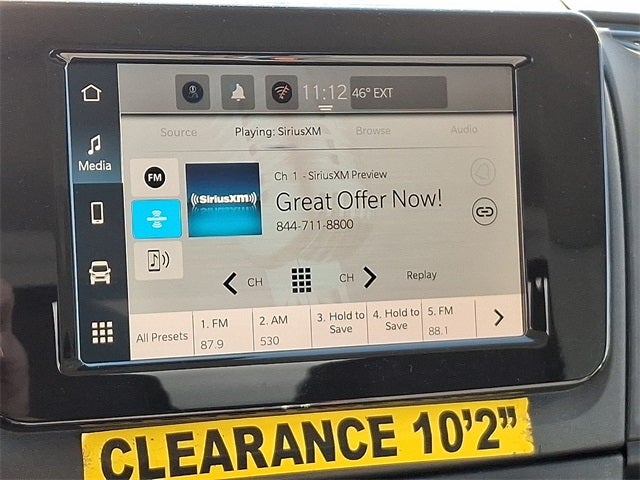 11:12 46° EXT
Source Playing: SiriusXM Browse Audio
Media
FM
((SiriusXM))
Ch 1 - SiriusXM Preview
Great Offer Now!
844-711-8800
CH CH Replay
All Presets
1. FM
87.9
2. AM
530
3. Hold to
Save
4. Hold to
Save
5. FM
88.1
CLEARANCE 10'2"